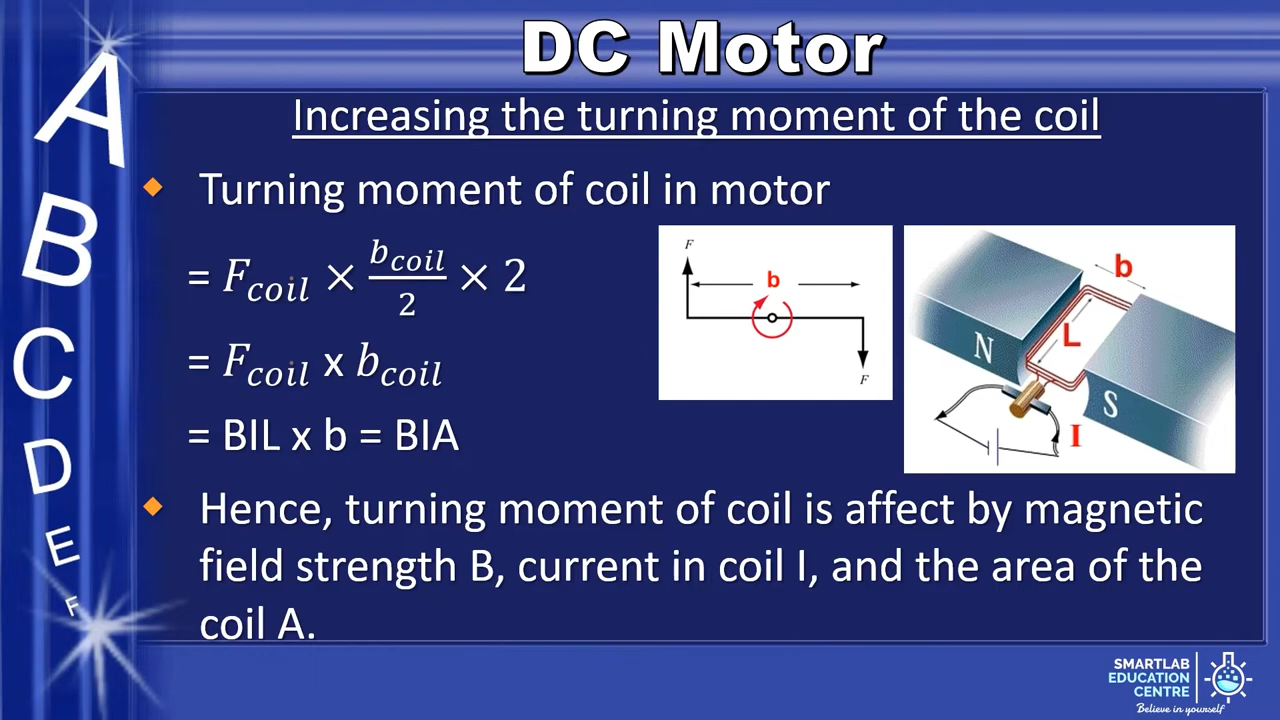 DC Motor
A
B
C
D
E
F
Increasing the turning moment of the coil
Turning moment of coil in motor
= F_coil × b_coil/2 × 2
= F_coil x b_coil
= BIL x b = BIA
F
b
F
b
L
N
S
I
Hence, turning moment of coil is affect by magnetic
field strength B, current in coil I, and the area of the
coil A.
SMARTLAB
EDUCATION
CENTRE
Believe in yourself